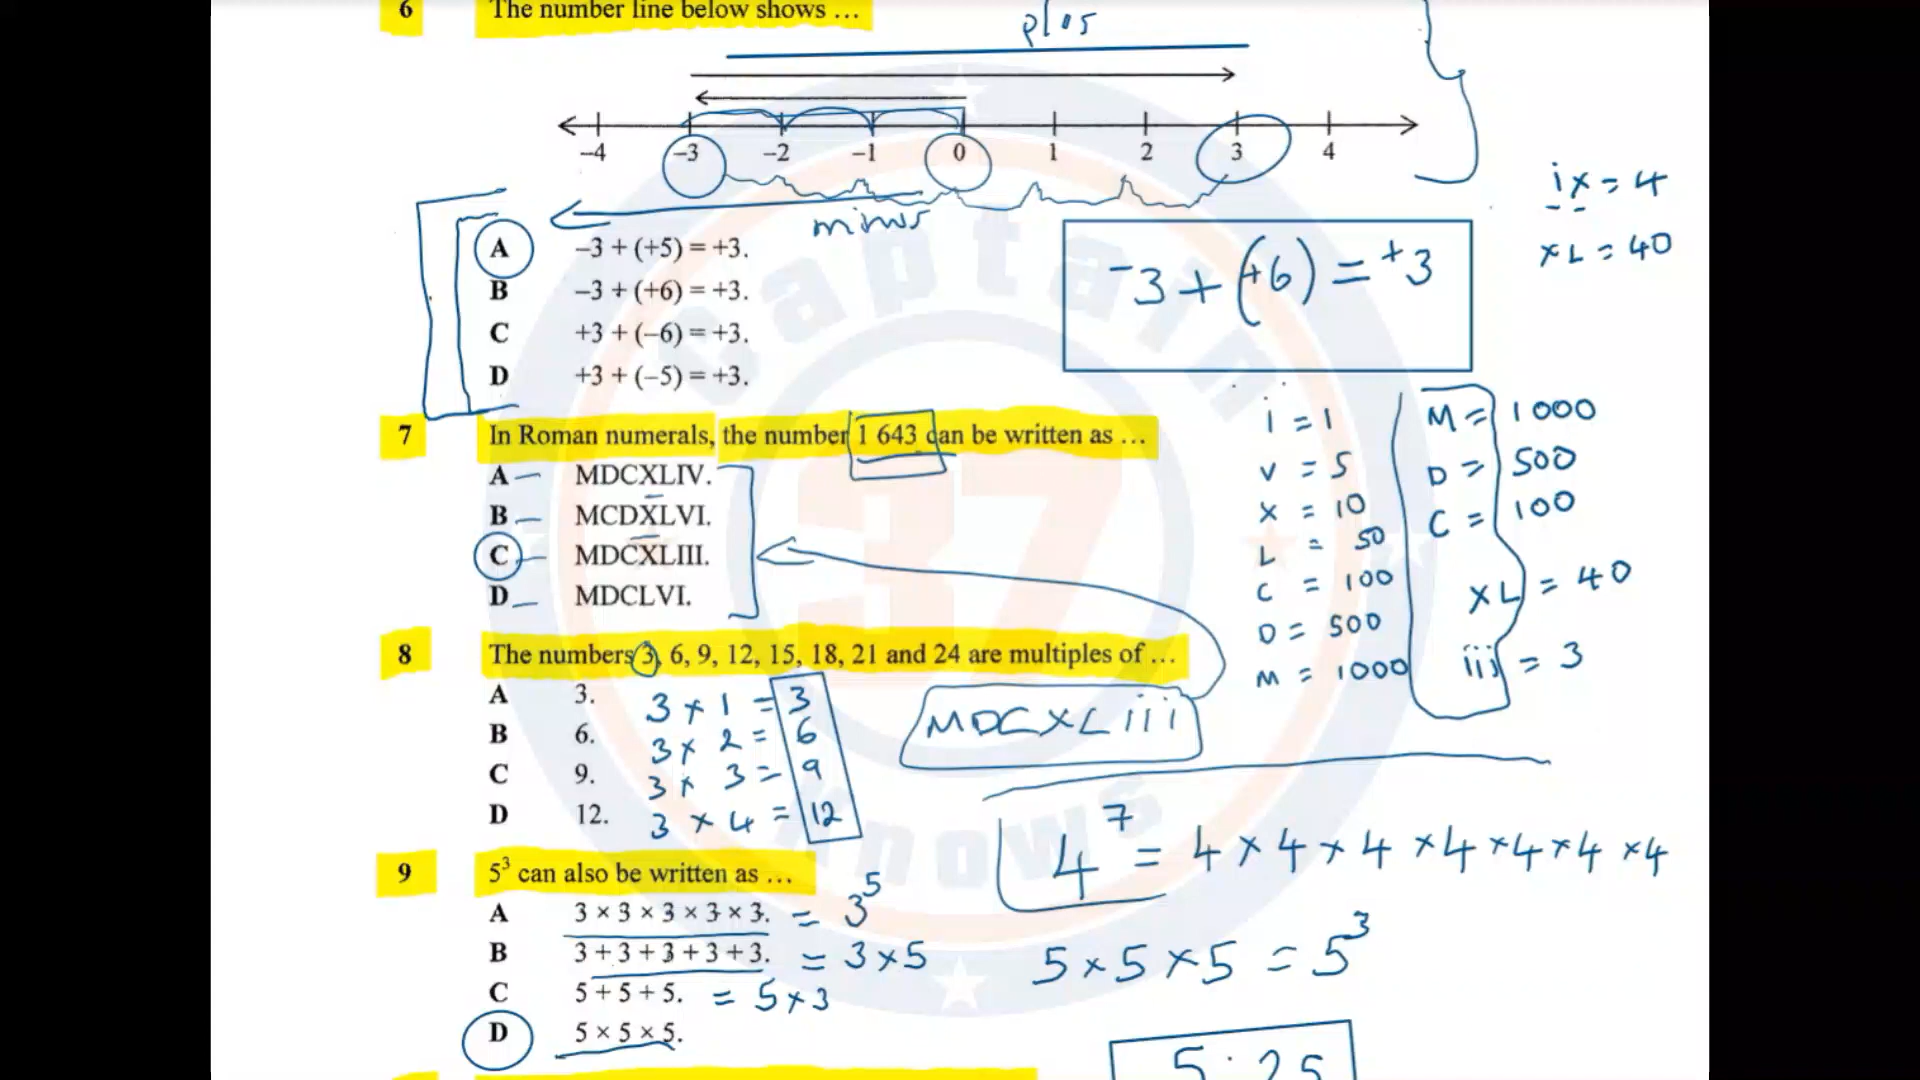 6 The number line below shows …
plus
–4 –3 –2 –1 0 1 2 3 4
minus
ix = 4
XL = 40
A –3 + (+5) = +3.
B –3 + (+6) = +3.
C +3 + (–6) = +3.
D +3 + (–5) = +3.
-3 + (+6) = +3
7 In Roman numerals, the number 1 643 can be written as …
A MDCXLIV.
B MCDXLVI.
C MDCXLIII.
D MDCLVI.
i = 1
V = 5
X = 10
L = 50
C = 100
D = 500
M = 1000
M = 1000
D = 500
C = 100
XL = 40
iii = 3
MDCXLiii
8 The numbers 3, 6, 9, 12, 15, 18, 21 and 24 are multiples of …
A 3.
B 6.
C 9.
D 12.
3 × 1 = 3
3 × 2 = 6
3 × 3 = 9
3 × 4 = 12
4⁷ = 4 × 4 × 4 × 4 × 4 × 4 × 4
9 5³ can also be written as …
A 3 × 3 × 3 × 3 × 3. = 3⁵
B 3 + 3 + 3 + 3 + 3. = 3 × 5
C 5 + 5 + 5. = 5 × 3
D 5 × 5 × 5.
5 × 5 × 5 = 5³
5:25
Captain
37
knows